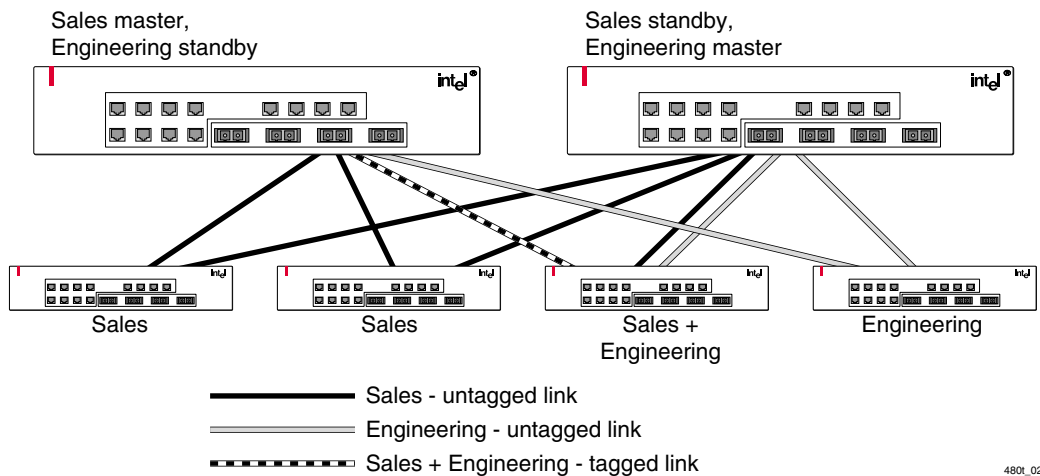 Sales master,
Engineering standby
Sales standby,
Engineering master
intel®
intel®
intel
intel
intel
intel
Sales
Sales
Sales +
Engineering
Engineering
Sales - untagged link
Engineering - untagged link
Sales + Engineering - tagged link
480t_02